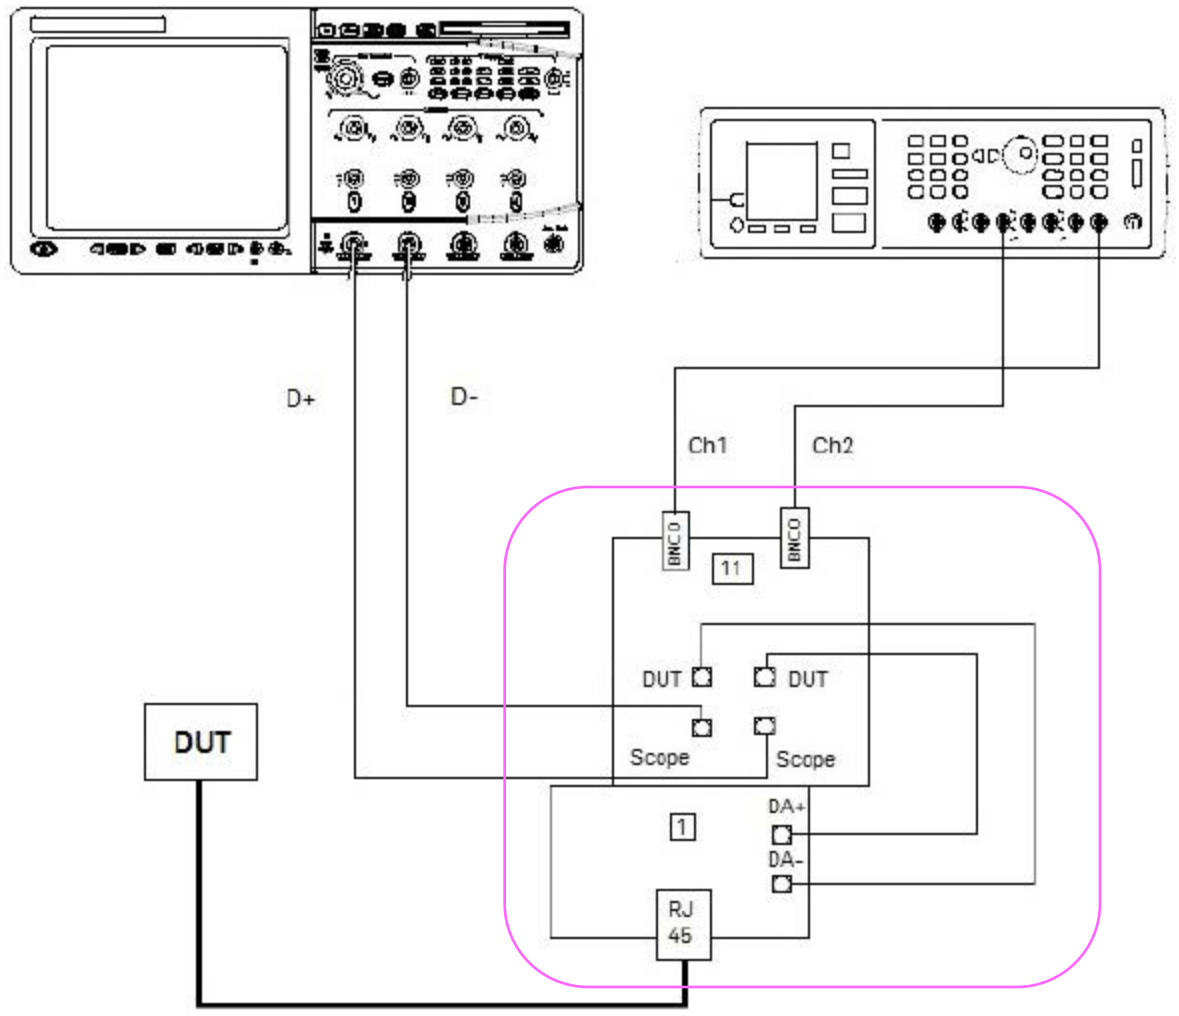 D+
D-
Ch1
Ch2
BNC0
BNC0
11
DUT
DUT
Scope
Scope
DUT
DA+
1
DA-
RJ
45